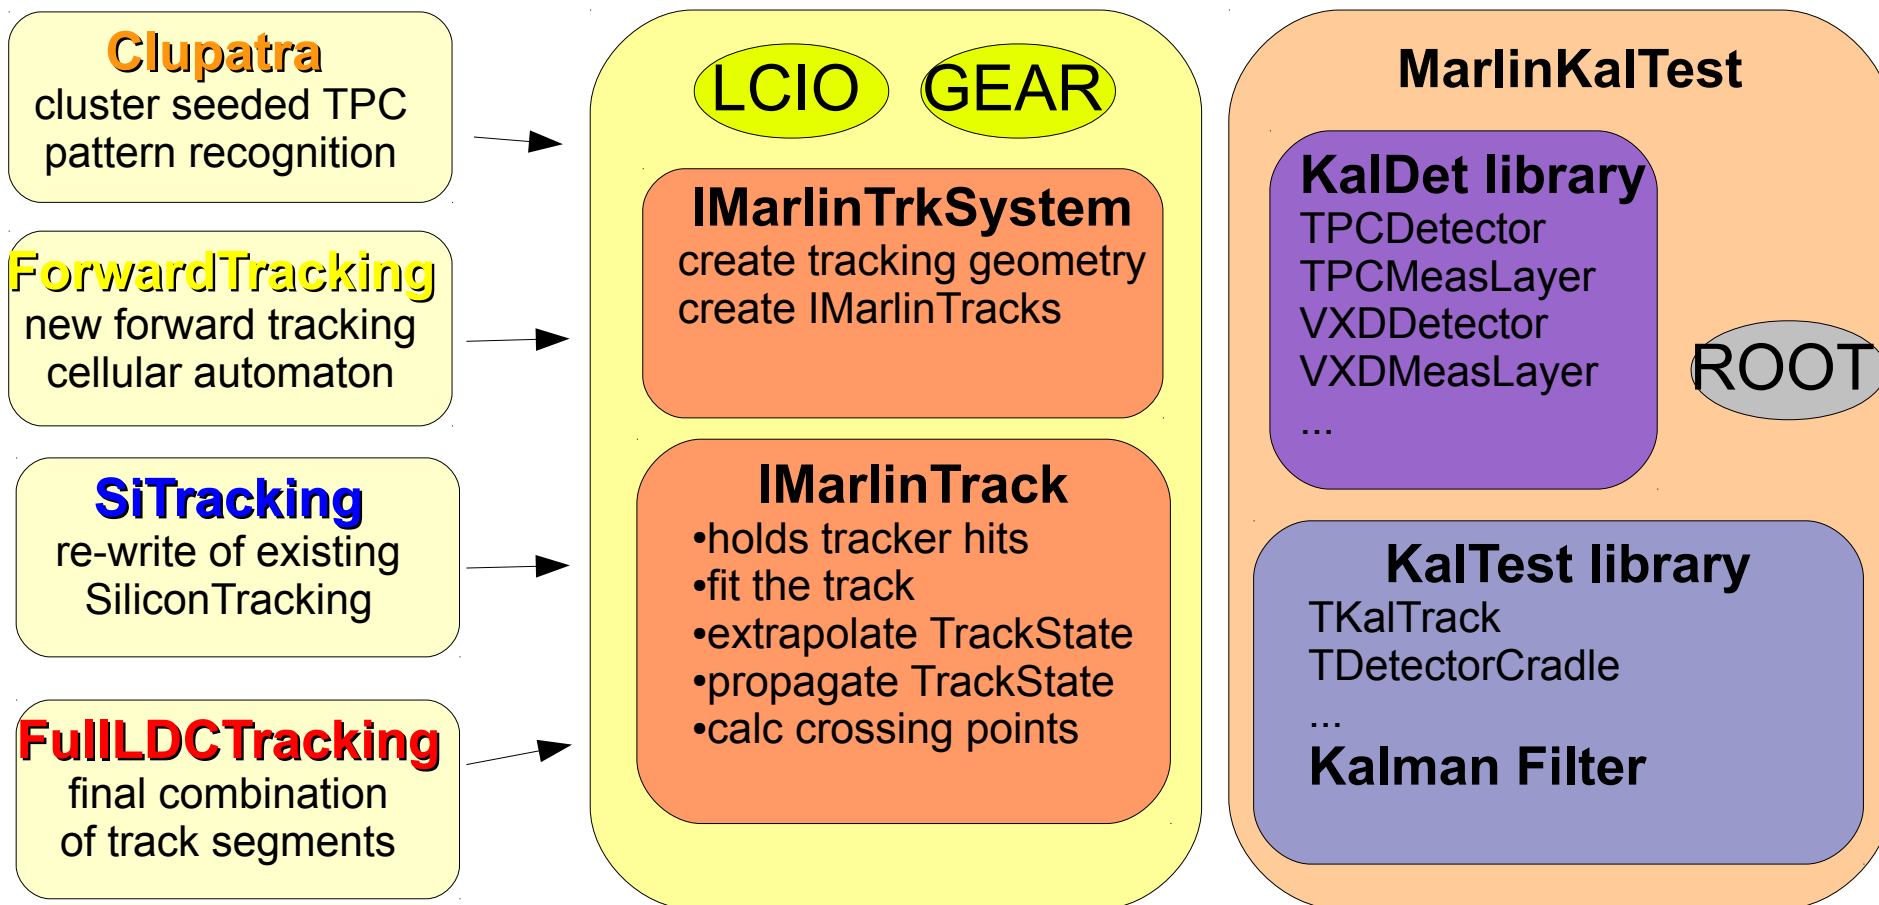 Clupatra
cluster seeded TPC
pattern recognition
ForwardTracking
new forward tracking
cellular automaton
SiTracking
re-write of existing
SiliconTracking
FullLDCTracking
final combination
of track segments
LCIO
GEAR
IMarlinTrkSystem
create tracking geometry
create IMarlinTracks
IMarlinTrack
•holds tracker hits
•fit the track
•extrapolate TrackState
•propagate TrackState
•calc crossing points
MarlinKalTest
KalDet library
TPCDetector
TPCMeasLayer
VXDDetector
VXDMeasLayer
...
ROOT
KalTest library
TKalTrack
TDetectorCradle
...
Kalman Filter